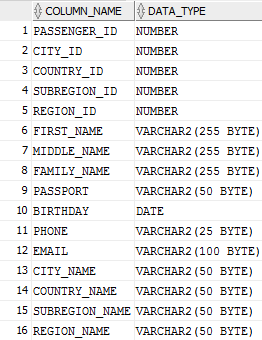 COLUMN_NAME DATA_TYPE
1 PASSENGER_ID NUMBER
2 CITY_ID NUMBER
3 COUNTRY_ID NUMBER
4 SUBREGION_ID NUMBER
5 REGION_ID NUMBER
6 FIRST_NAME VARCHAR2(255 BYTE)
7 MIDDLE_NAME VARCHAR2(255 BYTE)
8 FAMILY_NAME VARCHAR2(255 BYTE)
9 PASSPORT VARCHAR2(50 BYTE)
10 BIRTHDAY DATE
11 PHONE VARCHAR2(25 BYTE)
12 EMAIL VARCHAR2(100 BYTE)
13 CITY_NAME VARCHAR2(50 BYTE)
14 COUNTRY_NAME VARCHAR2(50 BYTE)
15 SUBREGION_NAME VARCHAR2(50 BYTE)
16 REGION_NAME VARCHAR2(50 BYTE)